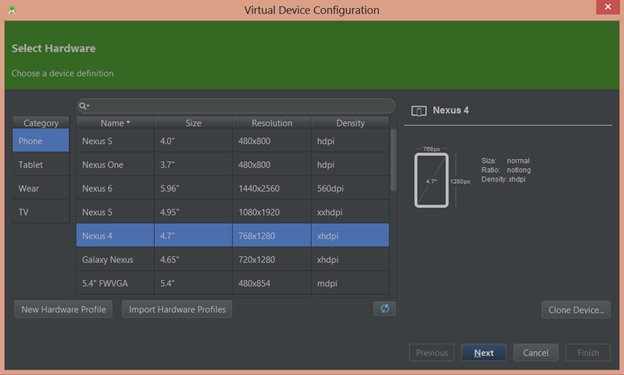 Virtual Device Configuration
Select Hardware
Choose a device definition
Category
Phone
Tablet
Wear
TV
Name Size Resolution Density
Nexus S 4.0" 480x800 hdpi
Nexus One 3.7" 480x800 hdpi
Nexus 6 5.96" 1440x2560 560dpi
Nexus 5 4.95" 1080x1920 xxhdpi
Nexus 4 4.7" 768x1280 xhdpi
Galaxy Nexus 4.65" 720x1280 xhdpi
5.4" FWVGA 5.4" 480x854 mdpi
Nexus 4
768px
4.7"
1280px
Size: normal
Ratio: notlong
Density: xhdpi
New Hardware Profile Import Hardware Profiles Clone Device...
Previous Next Cancel Finish